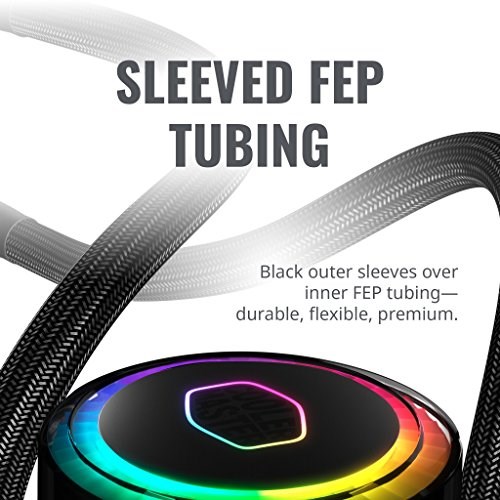 SLEEVED FEP
TUBING
Black outer sleeves over
inner FEP tubing—
durable, flexible, premium.